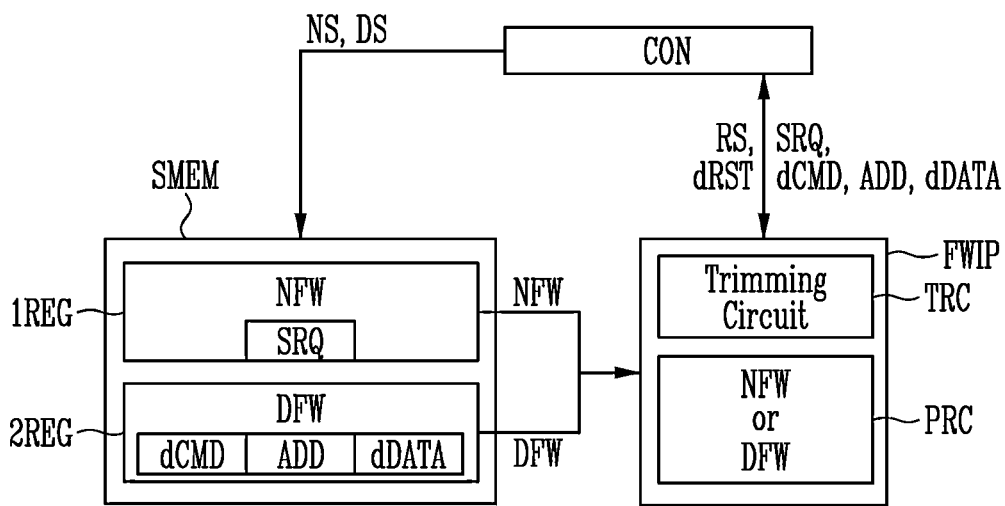 NS, DS
CON
RS,
dRST
SRQ,
dCMD, ADD, dDATA
SMEM
FWIP
1REG
NFW
SRQ
NFW
Trimming
Circuit
TRC
2REG
DFW
dCMD ADD dDATA
DFW
NFW
or
DFW
PRC